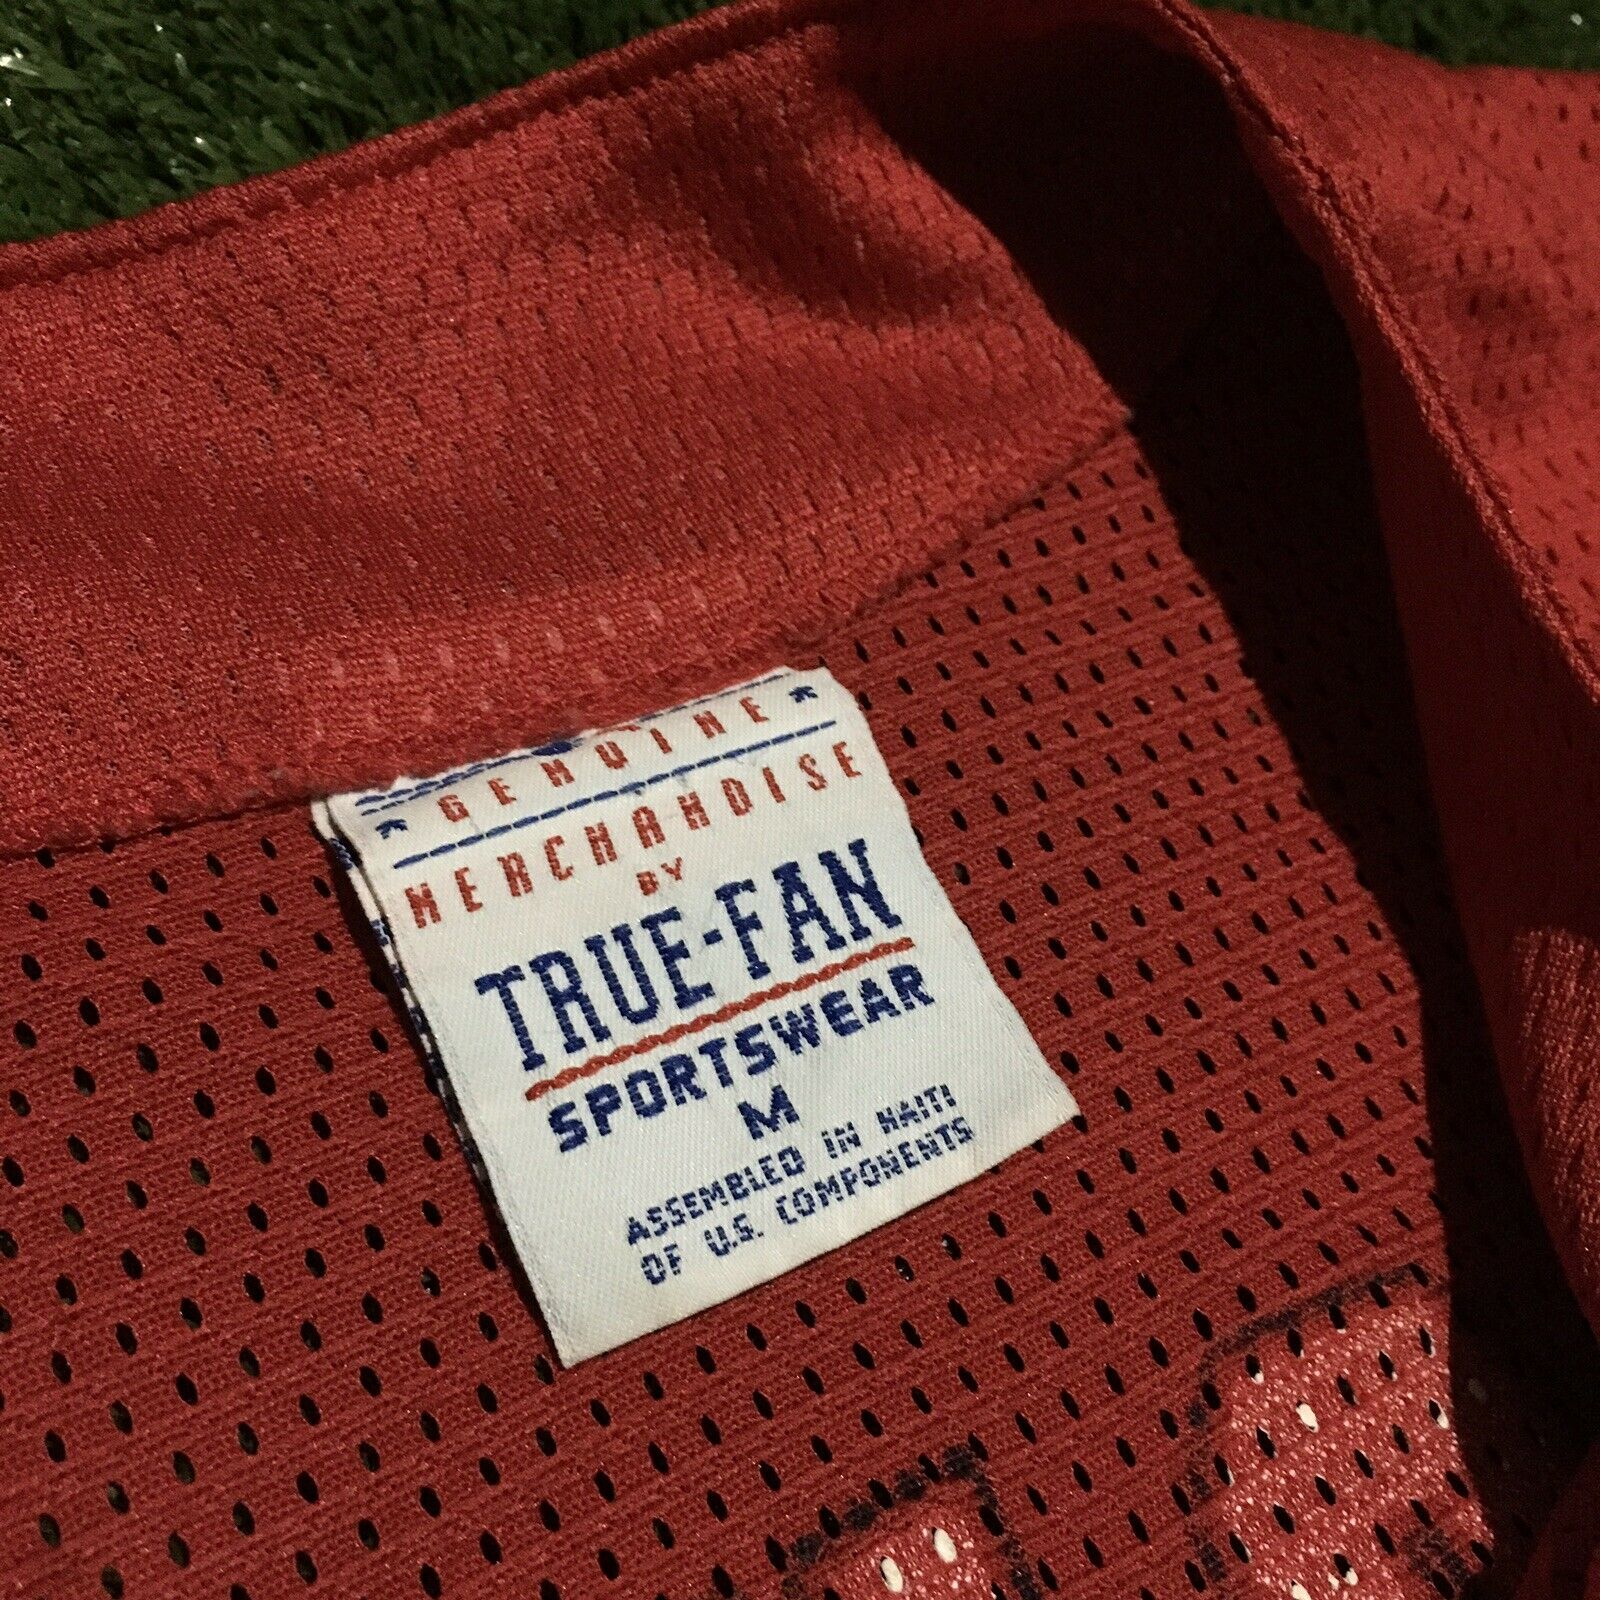 GENUINE
MERCHANDISE
BY
TRUE-FAN
SPORTSWEAR
M
ASSEMBLED IN HAITI
OF U.S. COMPONENTS